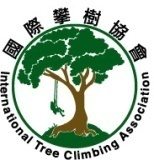 國際攀樹協會
International Tree Climbing Association